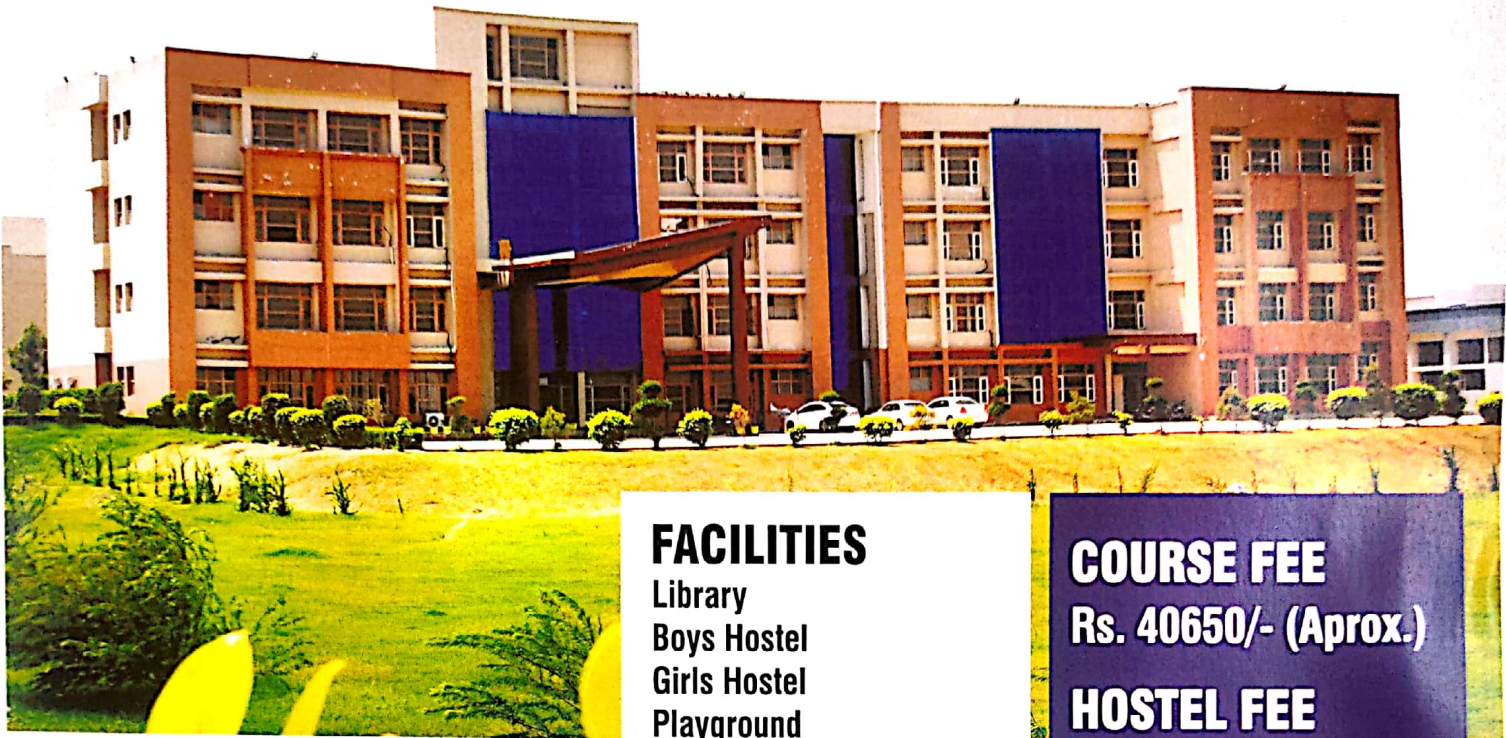 FACILITIES
Library
Boys Hostel
Girls Hostel
Playground
COURSE FEE
Rs. 40650/- (Aprox.)
HOSTEL FEE